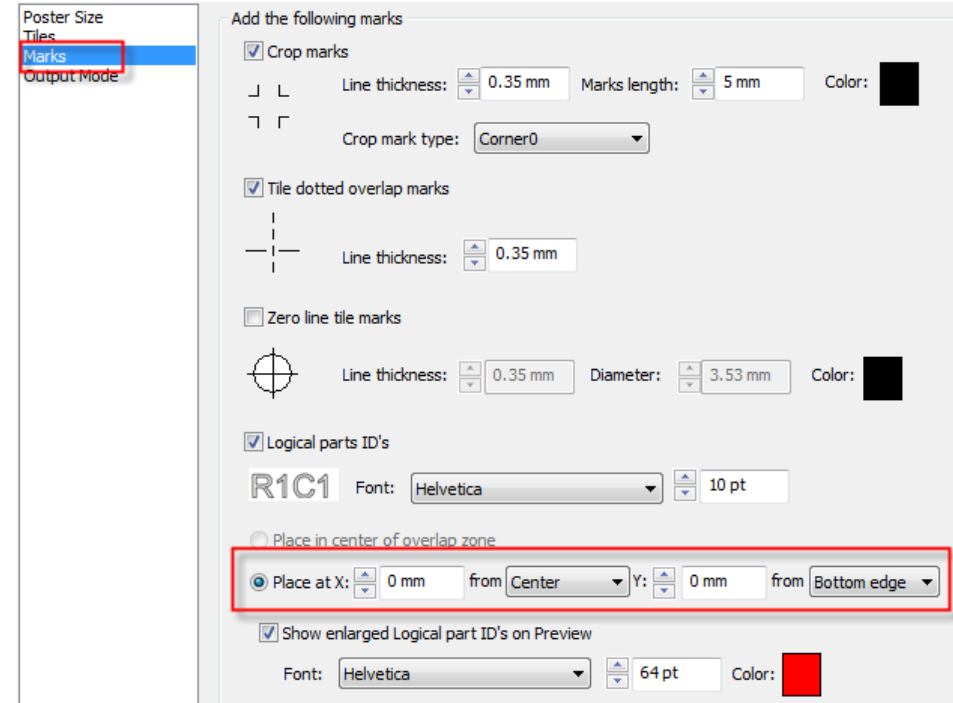 Poster Size
Tiles
Marks
Output Mode
Add the following marks
Crop marks
Line thickness: 0.35 mm Marks length: 5 mm Color:
Crop mark type: Corner0
Tile dotted overlap marks
Line thickness: 0.35 mm
Zero line tile marks
Line thickness: 0.35 mm Diameter: 3.53 mm Color:
Logical parts ID's
R1C1 Font: Helvetica 10 pt
Place in center of overlap zone
Place at X: 0 mm from Center Y: 0 mm from Bottom edge
Show enlarged Logical part ID's on Preview
Font: Helvetica 64 pt Color: